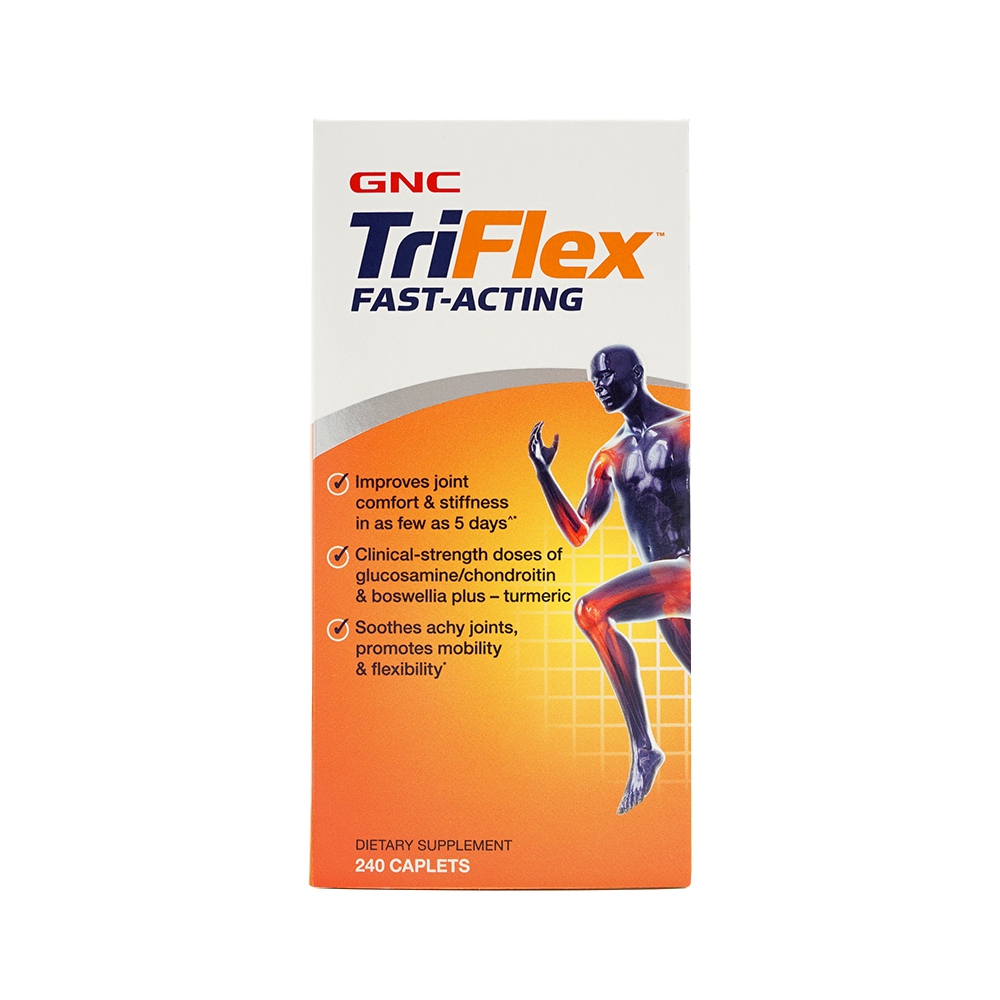 GNC
TriFlex™
FAST-ACTING
Improves joint
comfort & stiffness
in as few as 5 days^*
Clinical-strength doses of
glucosamine/chondroitin
& boswellia plus – turmeric
Soothes achy joints,
promotes mobility
& flexibility*
DIETARY SUPPLEMENT
240 CAPLETS